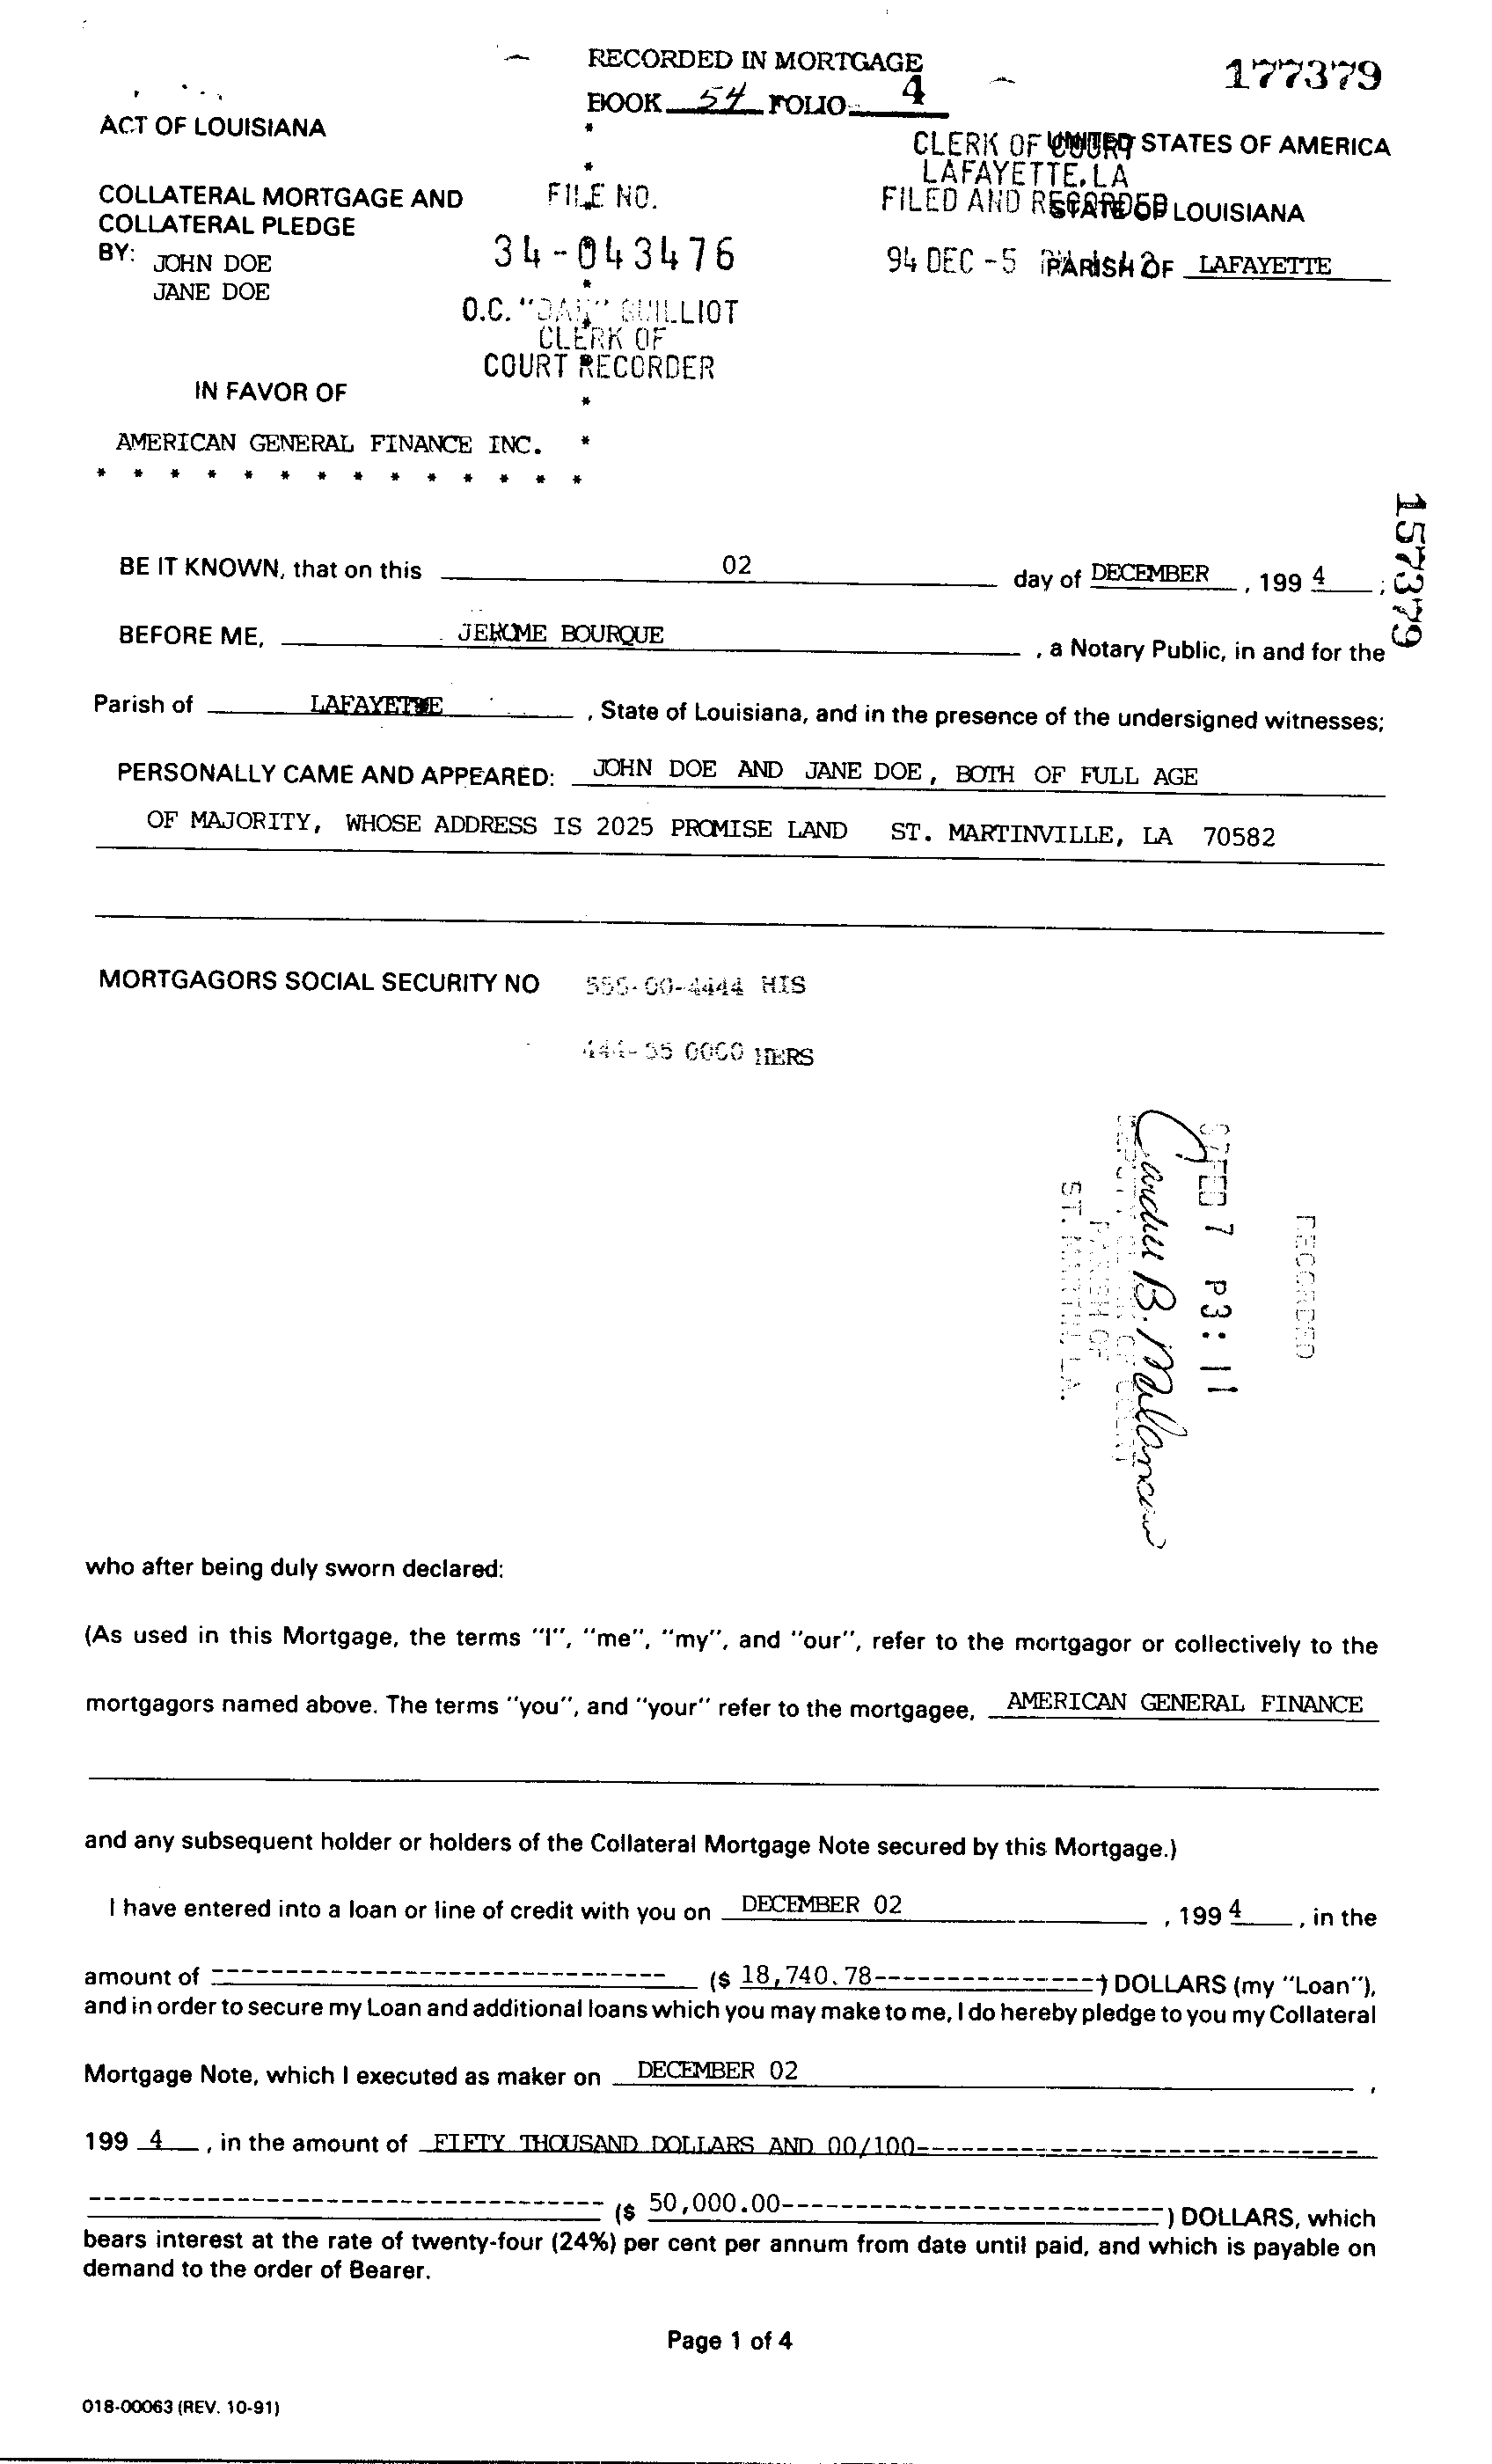 RECORDED IN MORTGAGE
177379
BOOK 54 FOLIO 4
ACT OF LOUISIANA
CLERK OF COURT UNITED STATES OF AMERICA
LAFAYETTE, LA
COLLATERAL MORTGAGE AND
COLLATERAL PLEDGE
FILE NO.
FILED AND RECORDED STATE OF LOUISIANA
BY: JOHN DOE
JANE DOE
34-043476
94 DEC -5 PARISH OF LAFAYETTE
O.C. "DAN" GUILLIOT
CLERK OF
COURT RECORDER
IN FAVOR OF
*
AMERICAN GENERAL FINANCE INC. *
* * * * * * * * * * * * * *
157379
BE IT KNOWN, that on this 02 day of DECEMBER , 199 4 ;
BEFORE ME, JEROME BOURQUE , a Notary Public, in and for the
Parish of LAFAYETTE , State of Louisiana, and in the presence of the undersigned witnesses;
PERSONALLY CAME AND APPEARED: JOHN DOE AND JANE DOE, BOTH OF FULL AGE
OF MAJORITY, WHOSE ADDRESS IS 2025 PROMISE LAND ST. MARTINVILLE, LA 70582
MORTGAGORS SOCIAL SECURITY NO 555-00-4444 HIS
444-55 0000 HERS
RECORDED
7 P3:11
PARISH OF
ST. MARTIN, LA.
who after being duly sworn declared:
(As used in this Mortgage, the terms "I", "me", "my", and "our", refer to the mortgagor or collectively to the
mortgagors named above. The terms "you", and "your" refer to the mortgagee, AMERICAN GENERAL FINANCE
and any subsequent holder or holders of the Collateral Mortgage Note secured by this Mortgage.)
I have entered into a loan or line of credit with you on DECEMBER 02 , 199 4 , in the
amount of ------------------------------- ($ 18,740.78---------------) DOLLARS (my "Loan"),
and in order to secure my Loan and additional loans which you may make to me, I do hereby pledge to you my Collateral
Mortgage Note, which I executed as maker on DECEMBER 02 ,
199 4 , in the amount of FIFTY THOUSAND DOLLARS AND 00/100-------------------------------
----------------------------------- ($ 50,000.00--------------------------) DOLLARS, which
bears interest at the rate of twenty-four (24%) per cent per annum from date until paid, and which is payable on
demand to the order of Bearer.
Page 1 of 4
018-00063 (REV. 10-91)